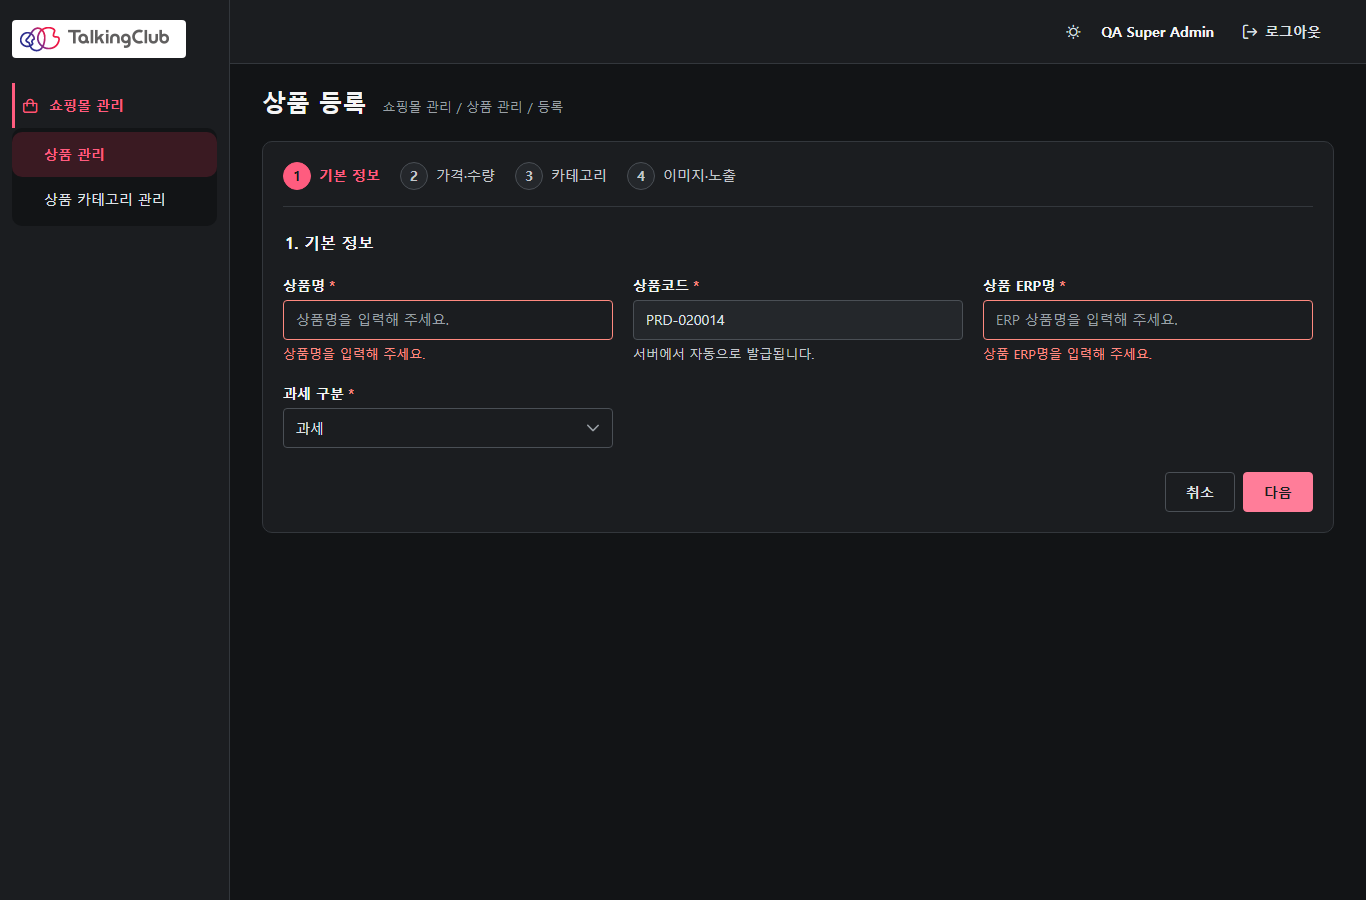 TalkingClub
QA Super Admin
로그아웃
쇼핑몰 관리
상품 관리
상품 카테고리 관리
상품 등록
쇼핑몰 관리 / 상품 관리 / 등록
1 기본 정보
2 가격·수량
3 카테고리
4 이미지·노출
1. 기본 정보
상품명 *
상품명을 입력해 주세요.
상품명을 입력해 주세요.
상품코드 *
PRD-020014
서버에서 자동으로 발급됩니다.
상품 ERP명 *
ERP 상품명을 입력해 주세요.
상품 ERP명을 입력해 주세요.
과세 구분 *
과세
취소
다음